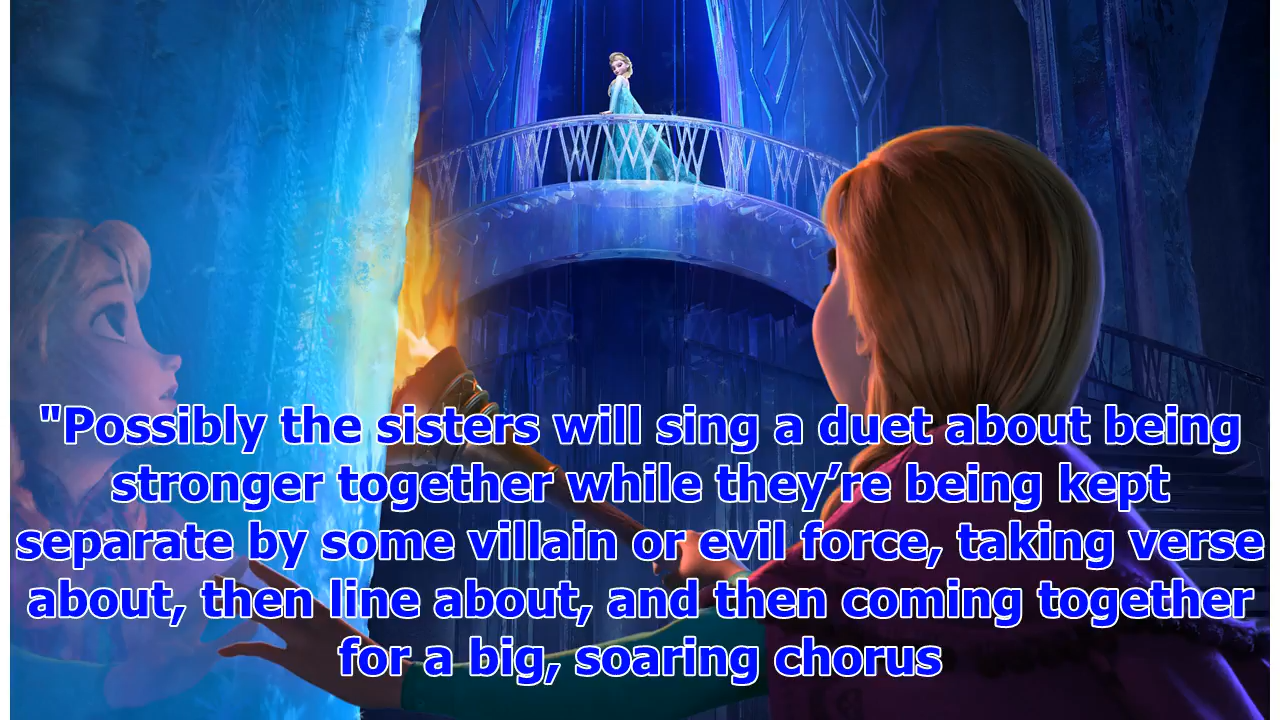 "Possibly the sisters will sing a duet about being
stronger together while they’re being kept
separate by some villain or evil force, taking verse
about, then line about, and then coming together
for a big, soaring chorus